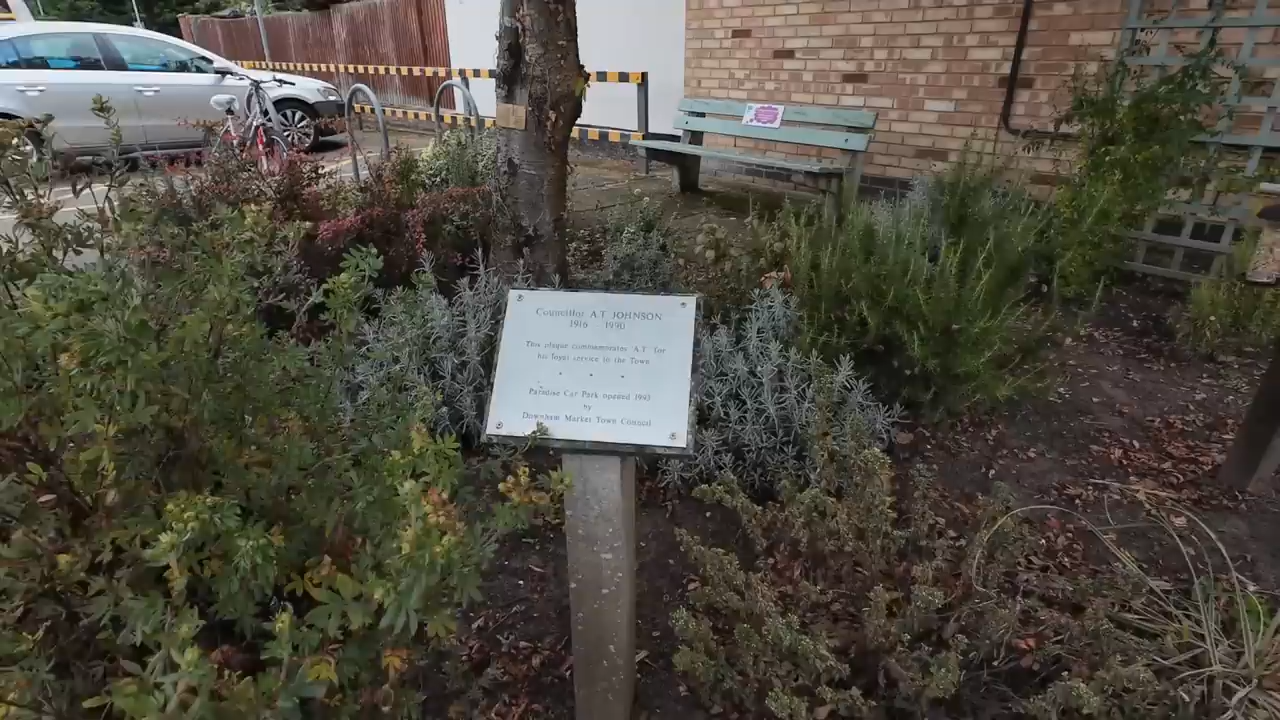 Councillor A.T. JOHNSON
1916 - 1990
This plaque commemorates A.T. for
his loyal service to the Town
* * *
Paradise Car Park opened 1993
by
Downham Market Town Council